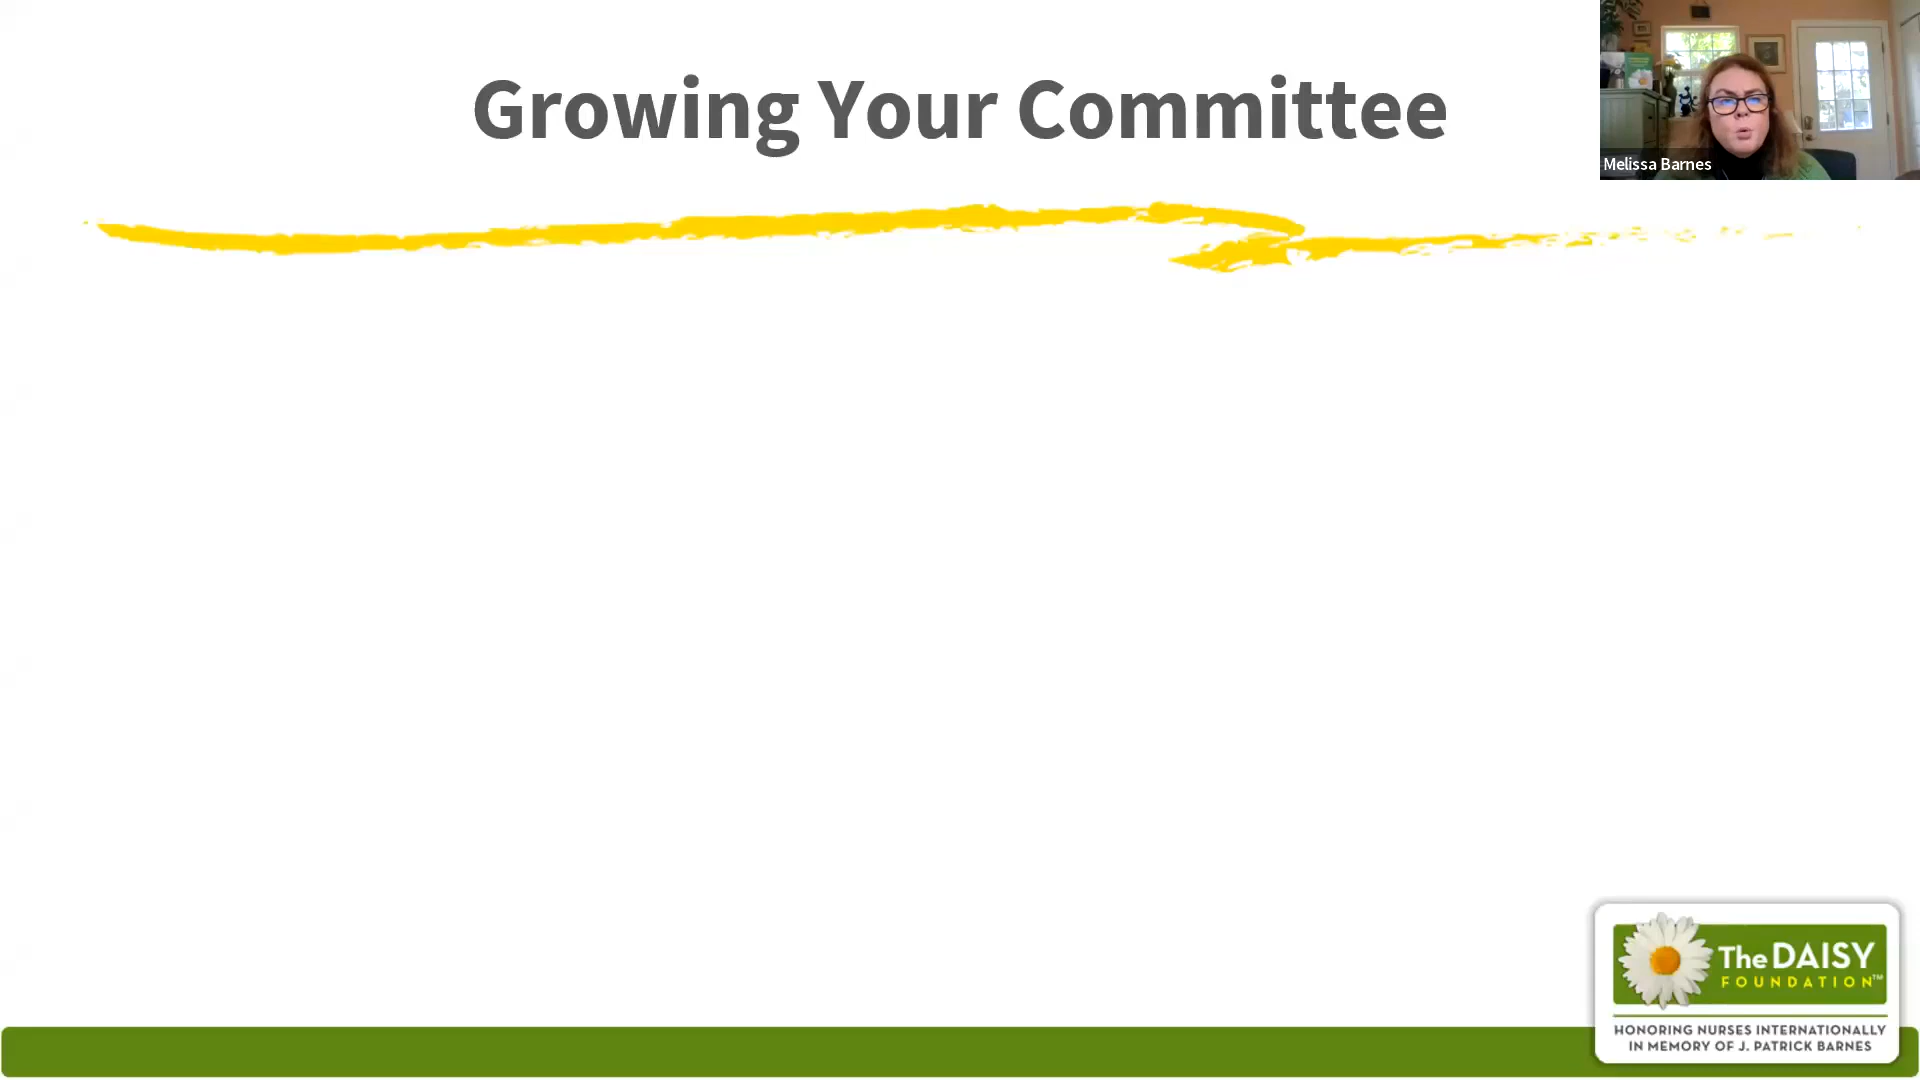 Growing Your Committee
Melissa Barnes
The DAISY
FOUNDATION™
HONORING NURSES INTERNATIONALLY
IN MEMORY OF J. PATRICK BARNES